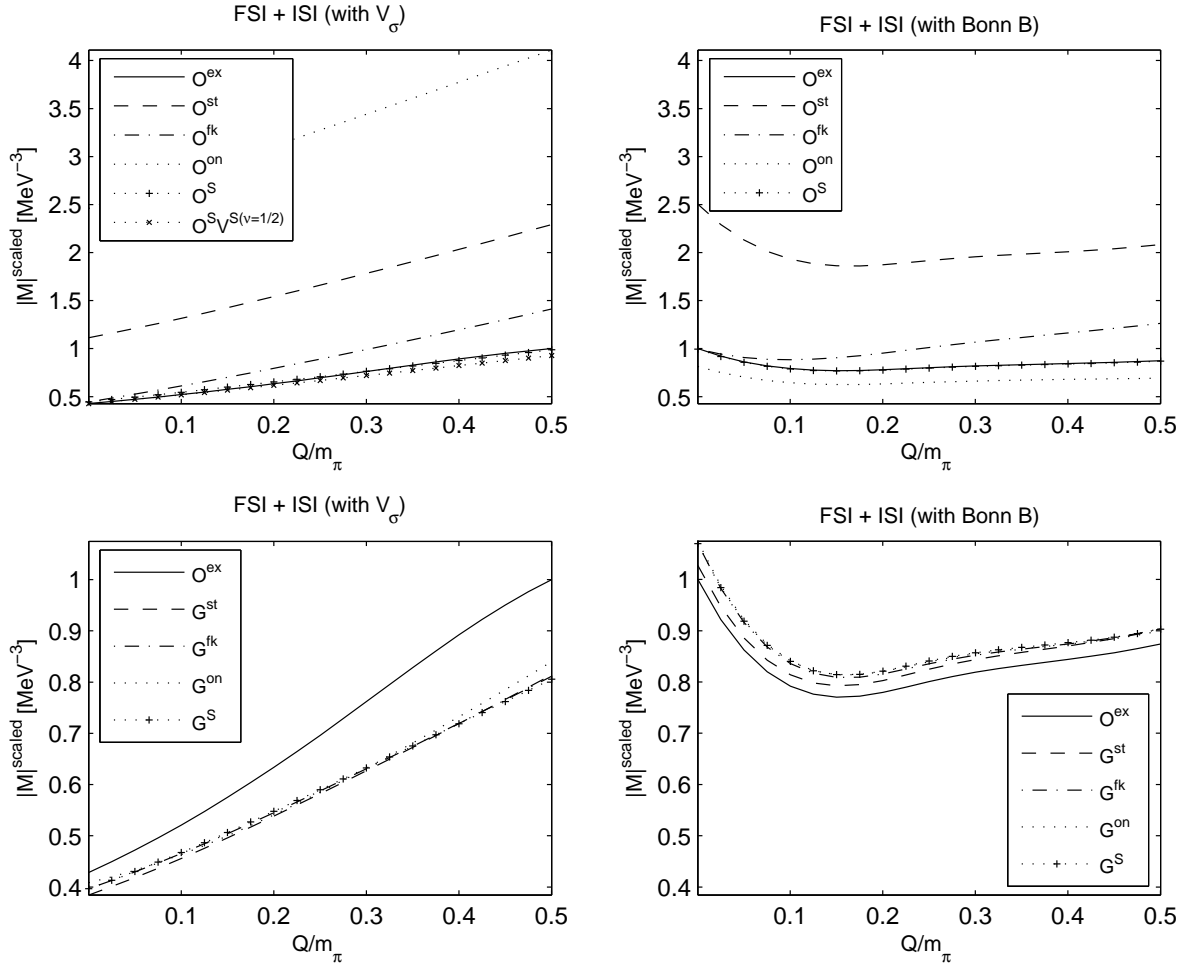 FSI + ISI (with V_σ)
|M|^scaled [MeV^−3]
4
3.5
3
2.5
2
1.5
1
0.5
0.1 0.2 0.3 0.4 0.5
Q/m_π
O^ex
O^st
O^fk
O^on
O^S
O^S V^S(ν=1/2)
FSI + ISI (with Bonn B)
|M|^scaled [MeV^−3]
4
3.5
3
2.5
2
1.5
1
0.5
0.1 0.2 0.3 0.4 0.5
Q/m_π
O^ex
O^st
O^fk
O^on
O^S
FSI + ISI (with V_σ)
|M|^scaled [MeV^−3]
1
0.9
0.8
0.7
0.6
0.5
0.4
0.1 0.2 0.3 0.4 0.5
Q/m_π
O^ex
G^st
G^fk
G^on
G^S
FSI + ISI (with Bonn B)
|M|^scaled [MeV^−3]
1
0.9
0.8
0.7
0.6
0.5
0.4
0.1 0.2 0.3 0.4 0.5
Q/m_π
O^ex
G^st
G^fk
G^on
G^S